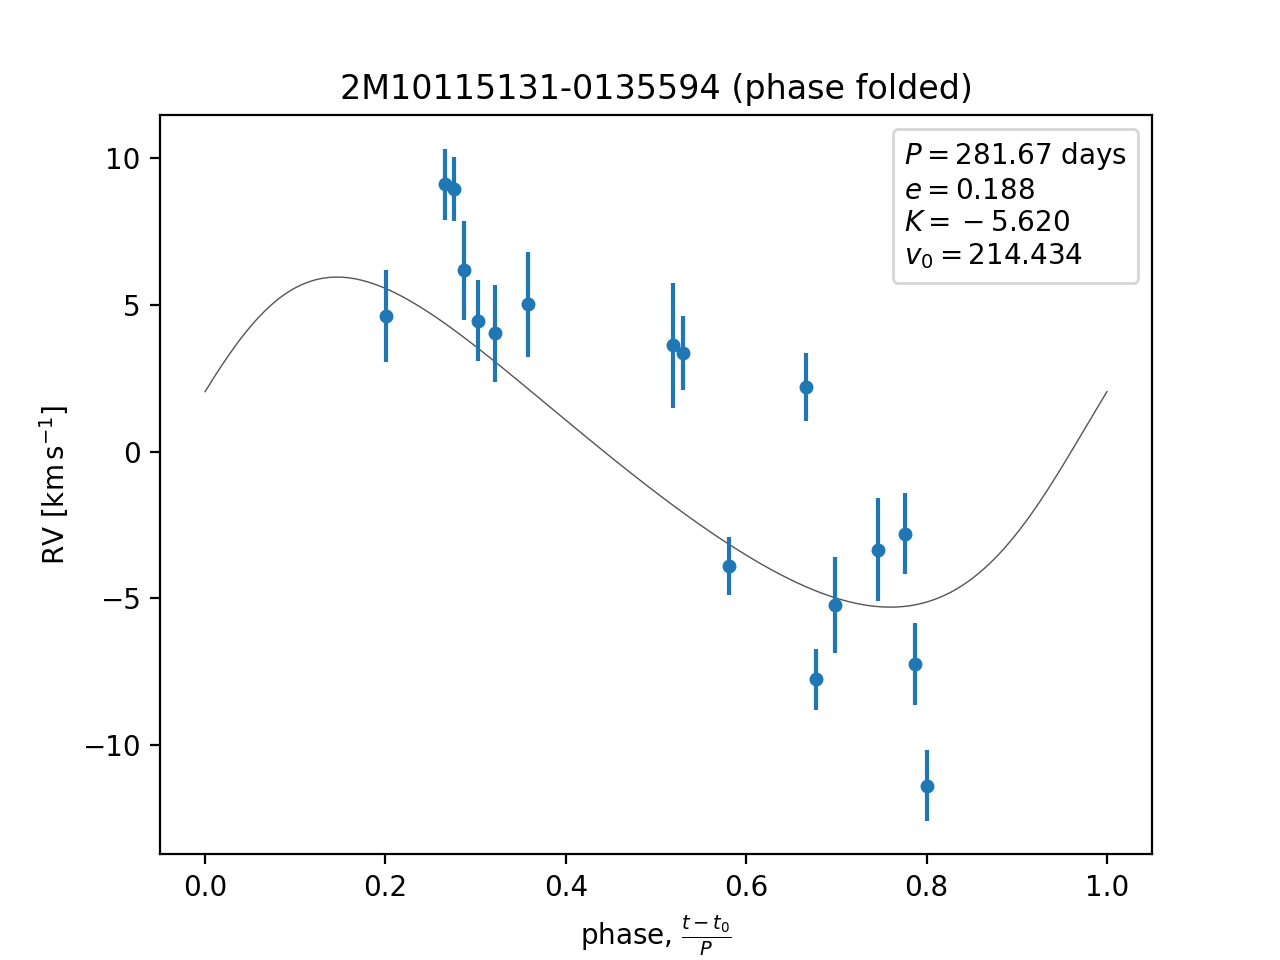 2M10115131-0135594 (phase folded)
P = 281.67 days
e = 0.188
K = −5.620
v₀ = 214.434
RV [km s⁻¹]
10
5
0
−5
−10
0.0 0.2 0.4 0.6 0.8 1.0
phase, (t − t₀)/P